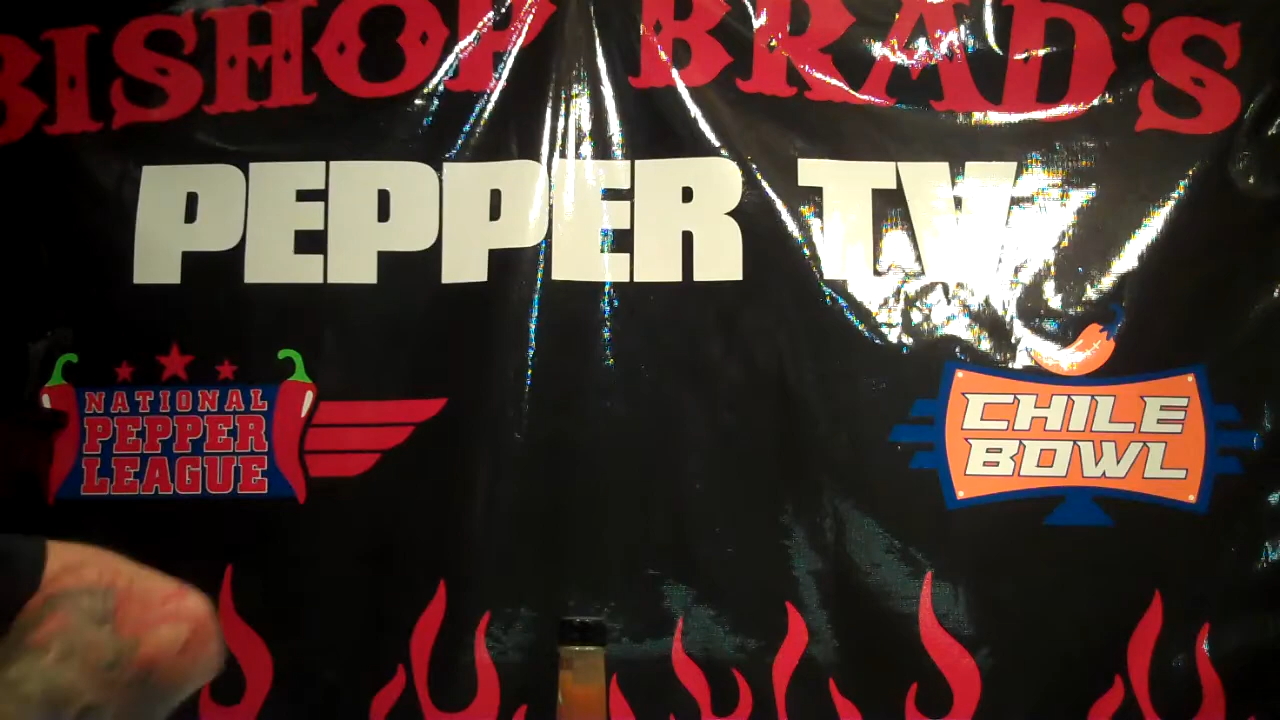 BISHOP BRAD'S
PEPPER TV
NATIONAL
PEPPER
LEAGUE
CHILE
BOWL